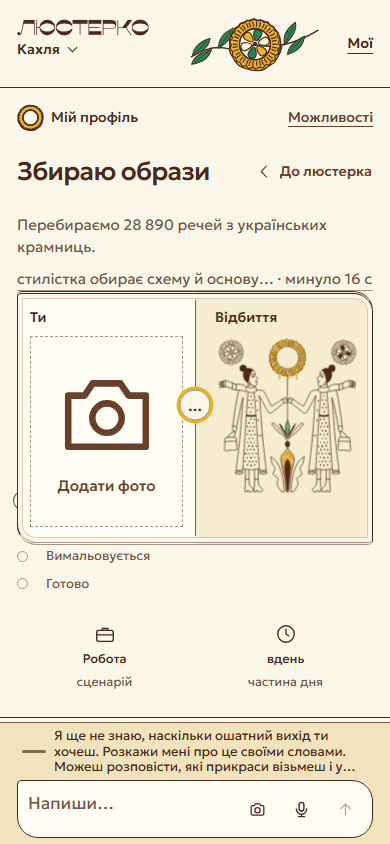 ЛЮСТЕРКО
Кахля
Мої
Мій профіль
Можливості
Збираю образи
До люстерка
Перебираємо 28 890 речей з українських
крамниць.
стилістка обирає схему й основу… · минуло 16 с
Ти
Відбиття
...
Додати фото
Вимальовується
Готово
Робота
сценарій
вдень
частина дня
Я ще не знаю, наскільки ошатний вихід ти
хочеш. Розкажи мені про це своїми словами.
Можеш розповісти, які прикраси візьмеш і у…
Напиши…